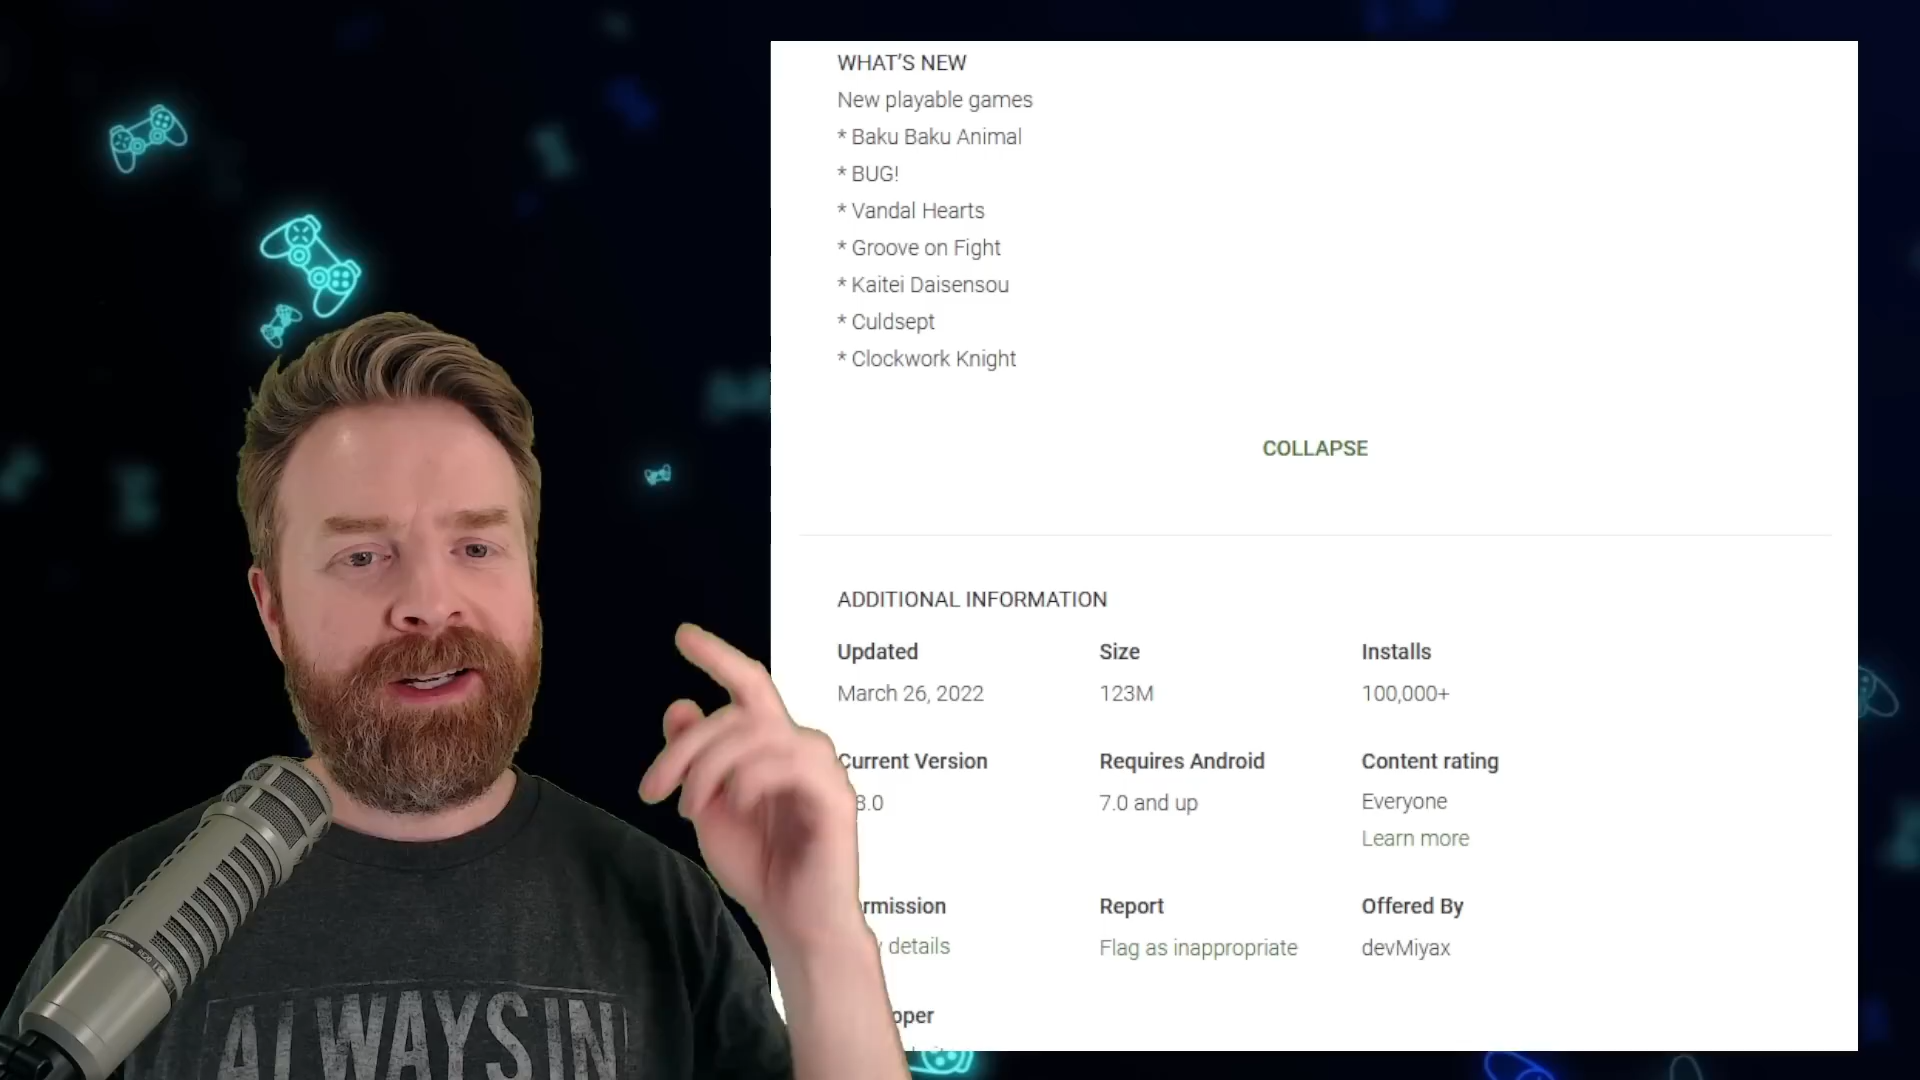 WHAT'S NEW
New playable games
* Baku Baku Animal
* BUG!
* Vandal Hearts
* Groove on Fight
* Kaitei Daisensou
* Culdsept
* Clockwork Knight
COLLAPSE
ADDITIONAL INFORMATION
Updated Size Installs
March 26, 2022 123M 100,000+
Current Version Requires Android Content rating
7.0 and up Everyone
Learn more
Report Offered By
details Flag as inappropriate devMiyax
ALWAYS IN